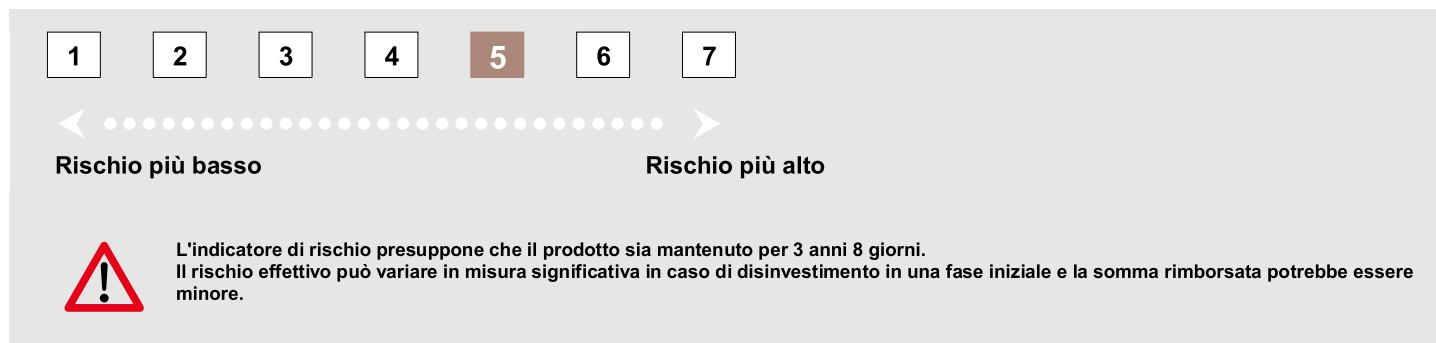 1 2 3 4 5 6 7
Rischio più basso Rischio più alto
L'indicatore di rischio presuppone che il prodotto sia mantenuto per 3 anni 8 giorni.
Il rischio effettivo può variare in misura significativa in caso di disinvestimento in una fase iniziale e la somma rimborsata potrebbe essere
minore.